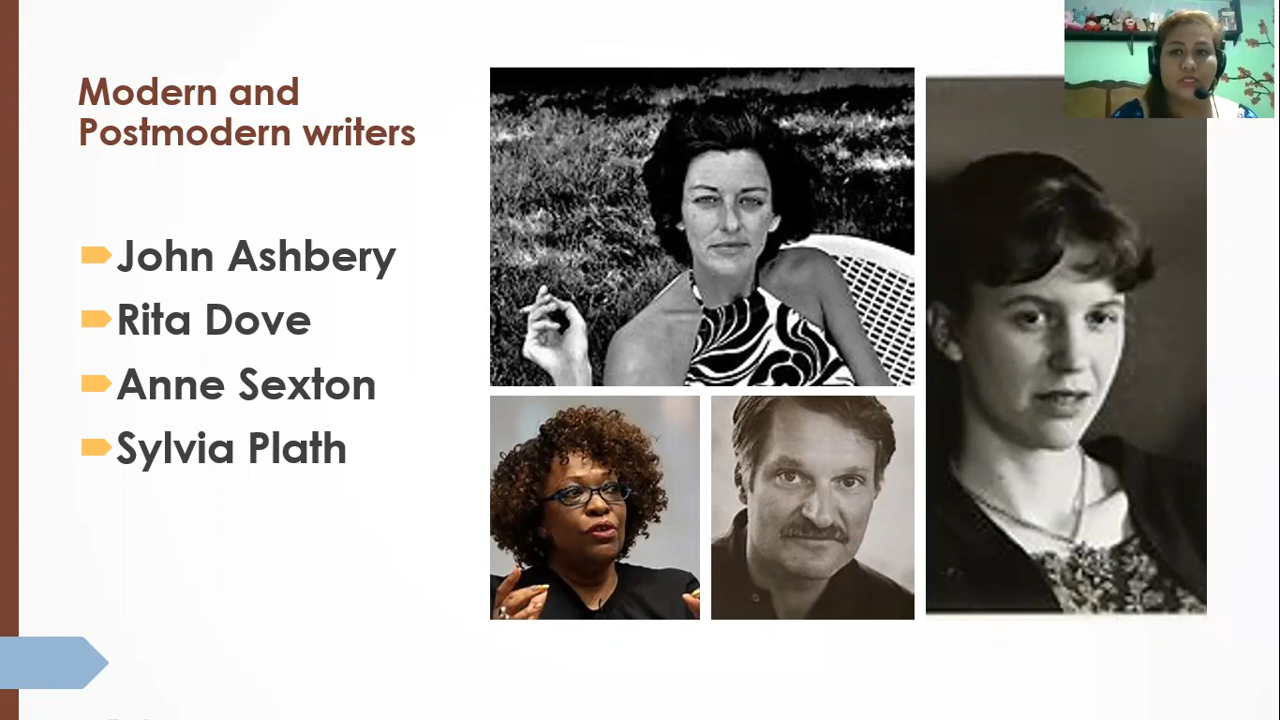 Modern and
Postmodern writers
John Ashbery
Rita Dove
Anne Sexton
Sylvia Plath